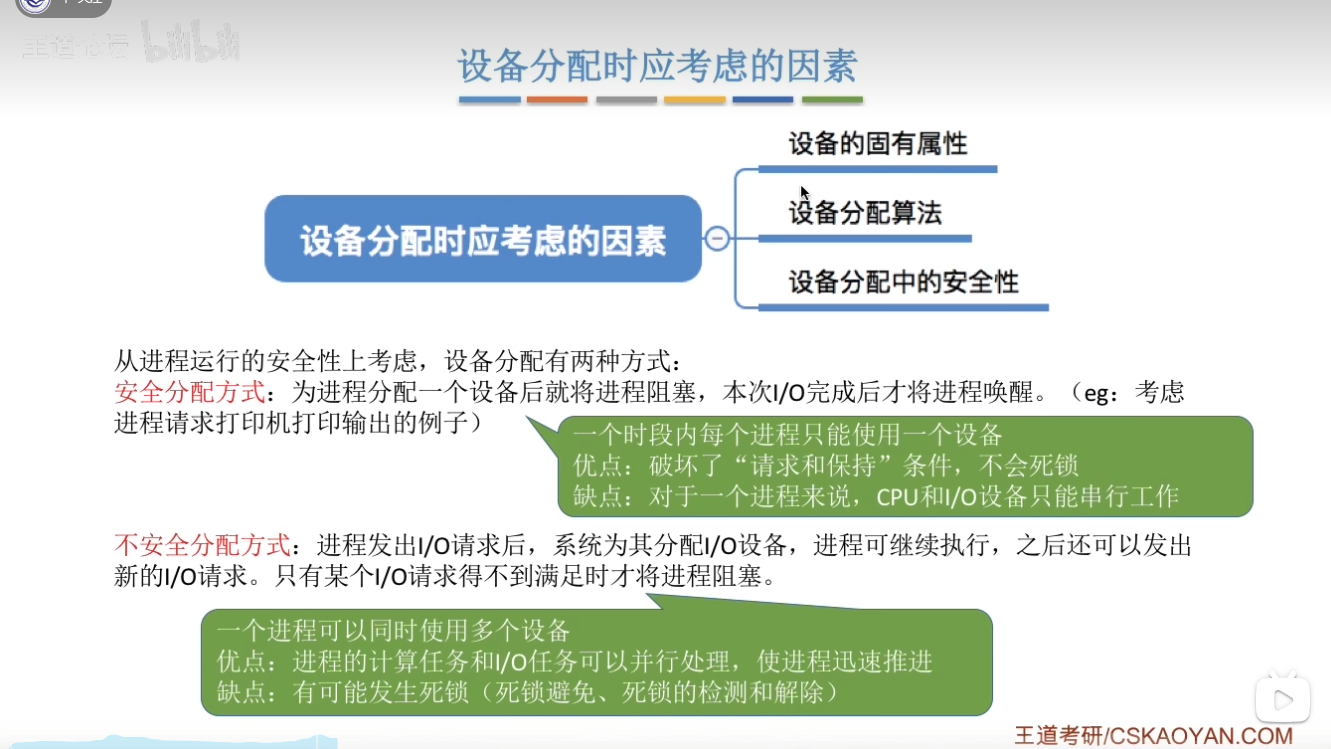 王道论坛 bilibili
设备分配时应考虑的因素
设备的固有属性
设备分配时应考虑的因素
设备分配算法
设备分配中的安全性
从进程运行的安全性上考虑，设备分配有两种方式：
安全分配方式：为进程分配一个设备后就将进程阻塞，本次I/O完成后才将进程唤醒。（eg：考虑
进程请求打印机打印输出的例子）
一个时段内每个进程只能使用一个设备
优点：破坏了“请求和保持”条件，不会死锁
缺点：对于一个进程来说，CPU和I/O设备只能串行工作
不安全分配方式：进程发出I/O请求后，系统为其分配I/O设备，进程可继续执行，之后还可以发出
新的I/O请求。只有某个I/O请求得不到满足时才将进程阻塞。
一个进程可以同时使用多个设备
优点：进程的计算任务和I/O任务可以并行处理，使进程迅速推进
缺点：有可能发生死锁（死锁避免、死锁的检测和解除）
王道考研/CSKAOYAN.COM